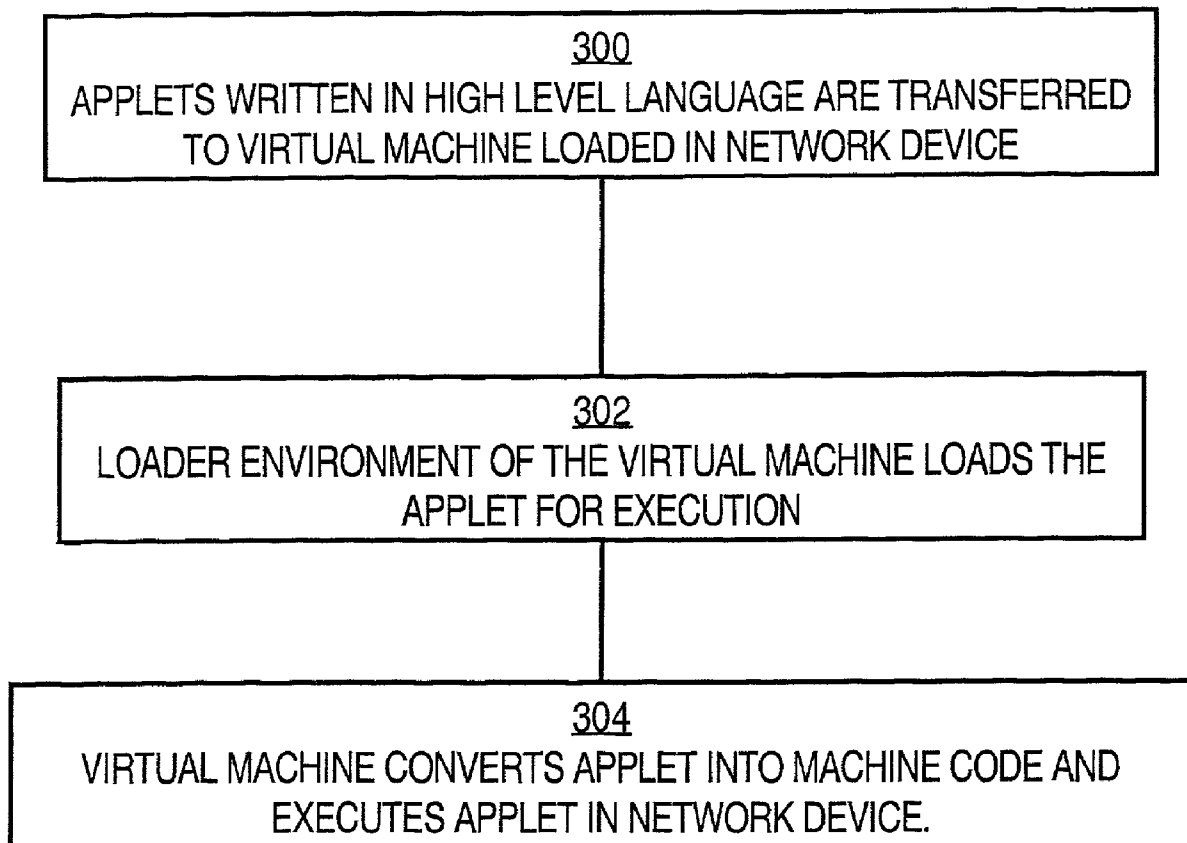 300
APPLETS WRITTEN IN HIGH LEVEL LANGUAGE ARE TRANSFERRED
TO VIRTUAL MACHINE LOADED IN NETWORK DEVICE
302
LOADER ENVIRONMENT OF THE VIRTUAL MACHINE LOADS THE
APPLET FOR EXECUTION
304
VIRTUAL MACHINE CONVERTS APPLET INTO MACHINE CODE AND
EXECUTES APPLET IN NETWORK DEVICE.